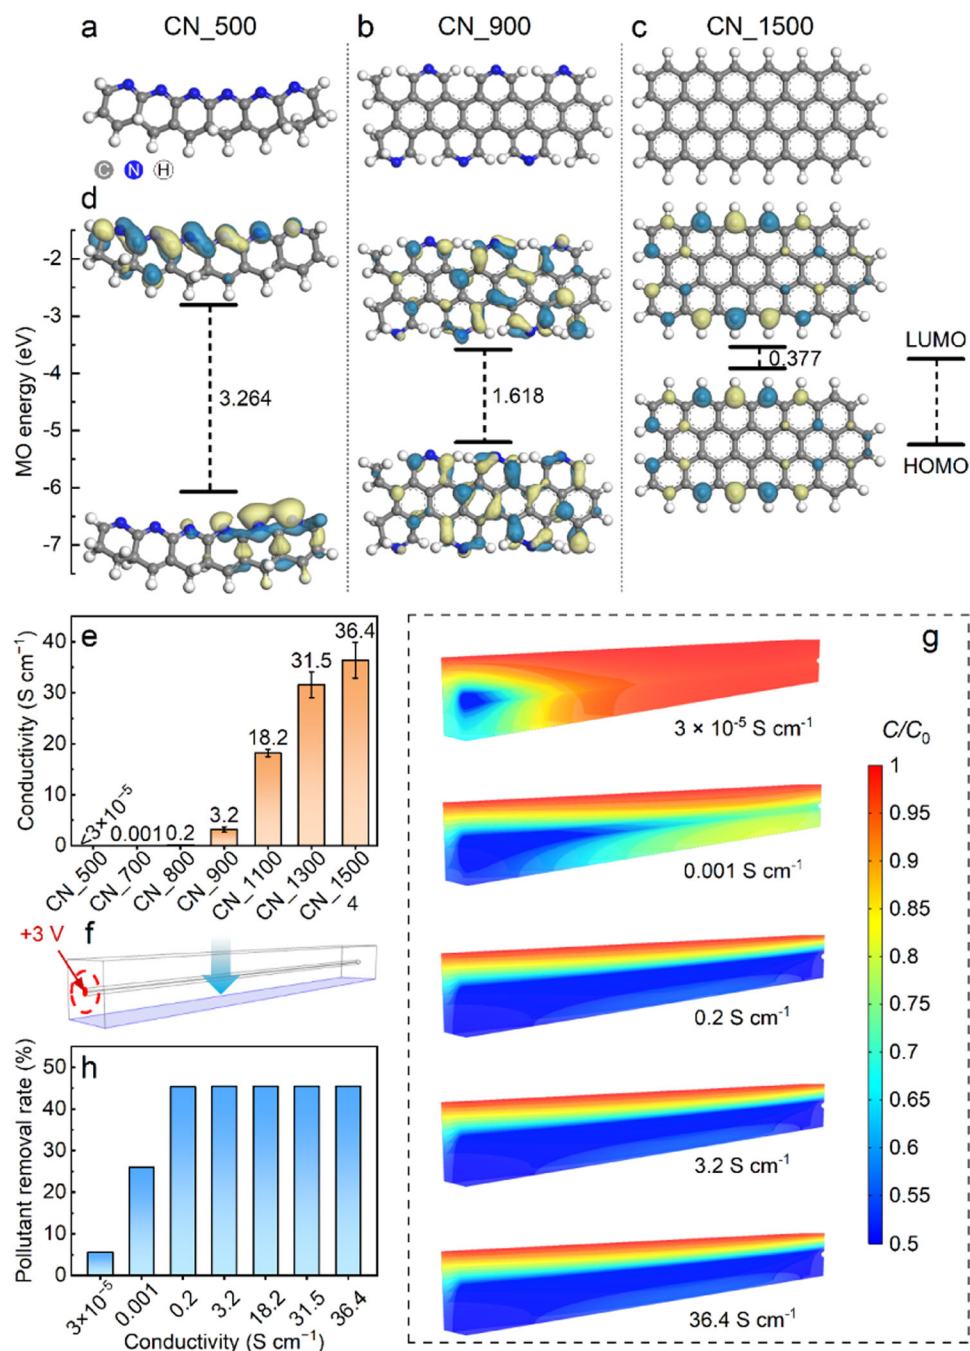 a CN_500 b CN_900 c CN_1500
C N H
d
MO energy (eV)
-2
-3
-4
-5
-6
-7
3.264
1.618
0.377
LUMO
HOMO
e
Conductivity (S cm⁻¹)
40
30
20
10
0
<3×10⁻⁵
0.001
0.2
3.2
18.2
31.5
36.4
CN_500
CN_700
CN_800
CN_900
CN_1100
CN_1300
CN_1500
4
f
+3 V
g
3 × 10⁻⁵ S cm⁻¹
0.001 S cm⁻¹
0.2 S cm⁻¹
3.2 S cm⁻¹
36.4 S cm⁻¹
C/C₀
1
0.95
0.9
0.85
0.8
0.75
0.7
0.65
0.6
0.55
0.5
h
Pollutant removal rate (%)
50
40
30
20
10
0
3×10⁻⁵
0.001
0.2
3.2
18.2
31.5
36.4
Conductivity (S cm⁻¹)